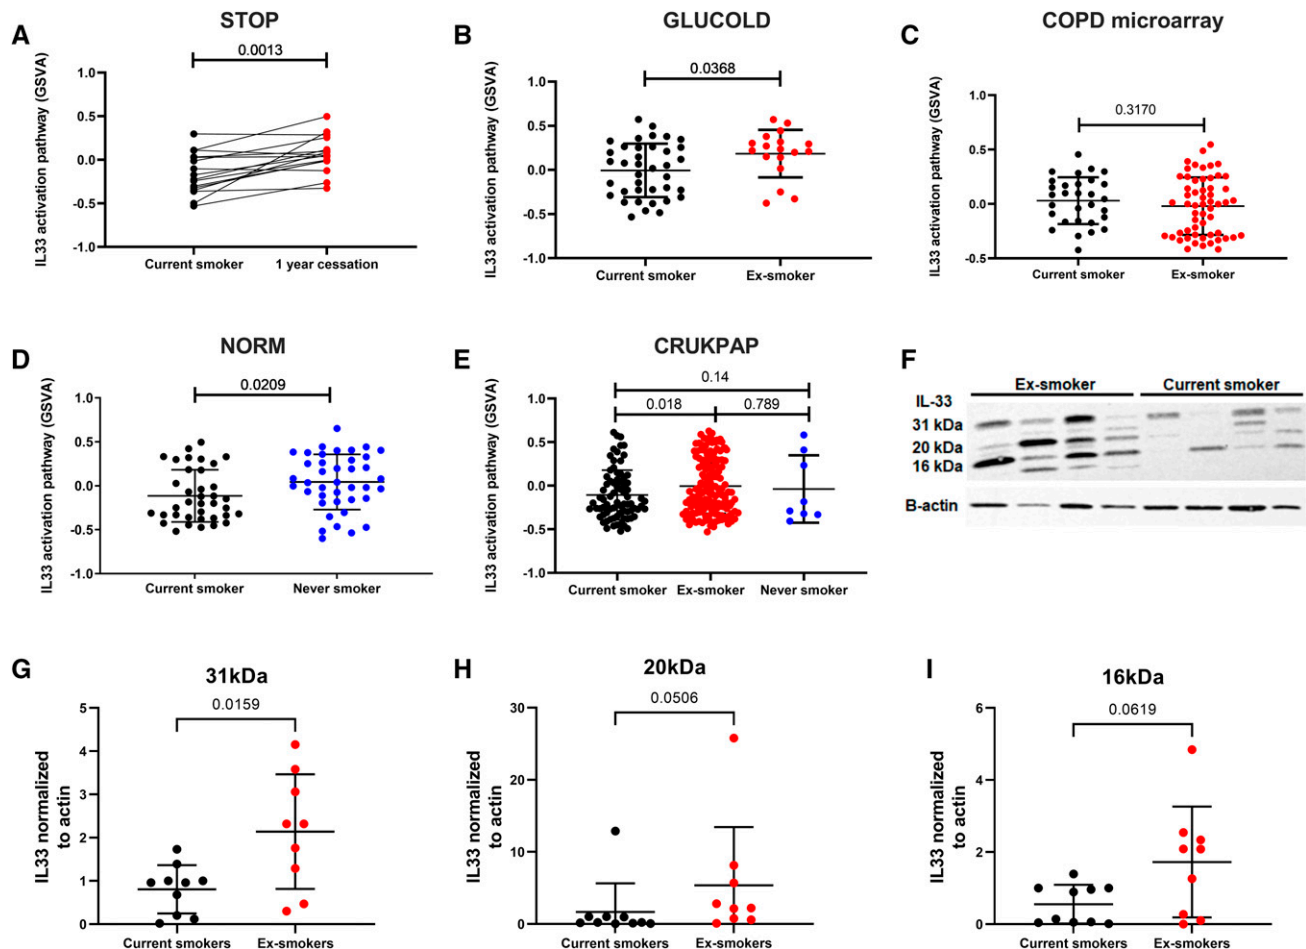 A
STOP
0.0013
IL33 activation pathway (GSVA)
1.0
0.5
0.0
-0.5
-1.0
Current smoker
1 year cessation
B
GLUCOLD
0.0368
IL33 activation pathway (GSVA)
1.0
0.5
0.0
-0.5
-1.0
Current smoker
Ex-smoker
C
COPD microarray
0.3170
IL33 activation pathway (GSVA)
1.0
0.5
0.0
-0.5
Current smoker
Ex-smoker
D
NORM
0.0209
IL33 activation pathway (GSVA)
1.0
0.5
0.0
-0.5
-1.0
Current smoker
Never smoker
E
CRUKPAP
0.14
0.018
0.789
IL33 activation pathway (GSVA)
1.0
0.5
0.0
-0.5
-1.0
Current smoker
Ex-smoker
Never smoker
F
Ex-smoker
Current smoker
IL-33
31 kDa
20 kDa
16 kDa
B-actin
G
31kDa
0.0159
IL33 normalized
to actin
5
4
3
2
1
0
Current smokers
Ex-smokers
H
20kDa
0.0506
IL33 normalized
to actin
30
20
10
0
Current smokers
Ex-smokers
I
16kDa
0.0619
IL33 normalized
to actin
6
4
2
0
Current smokers
Ex-smokers